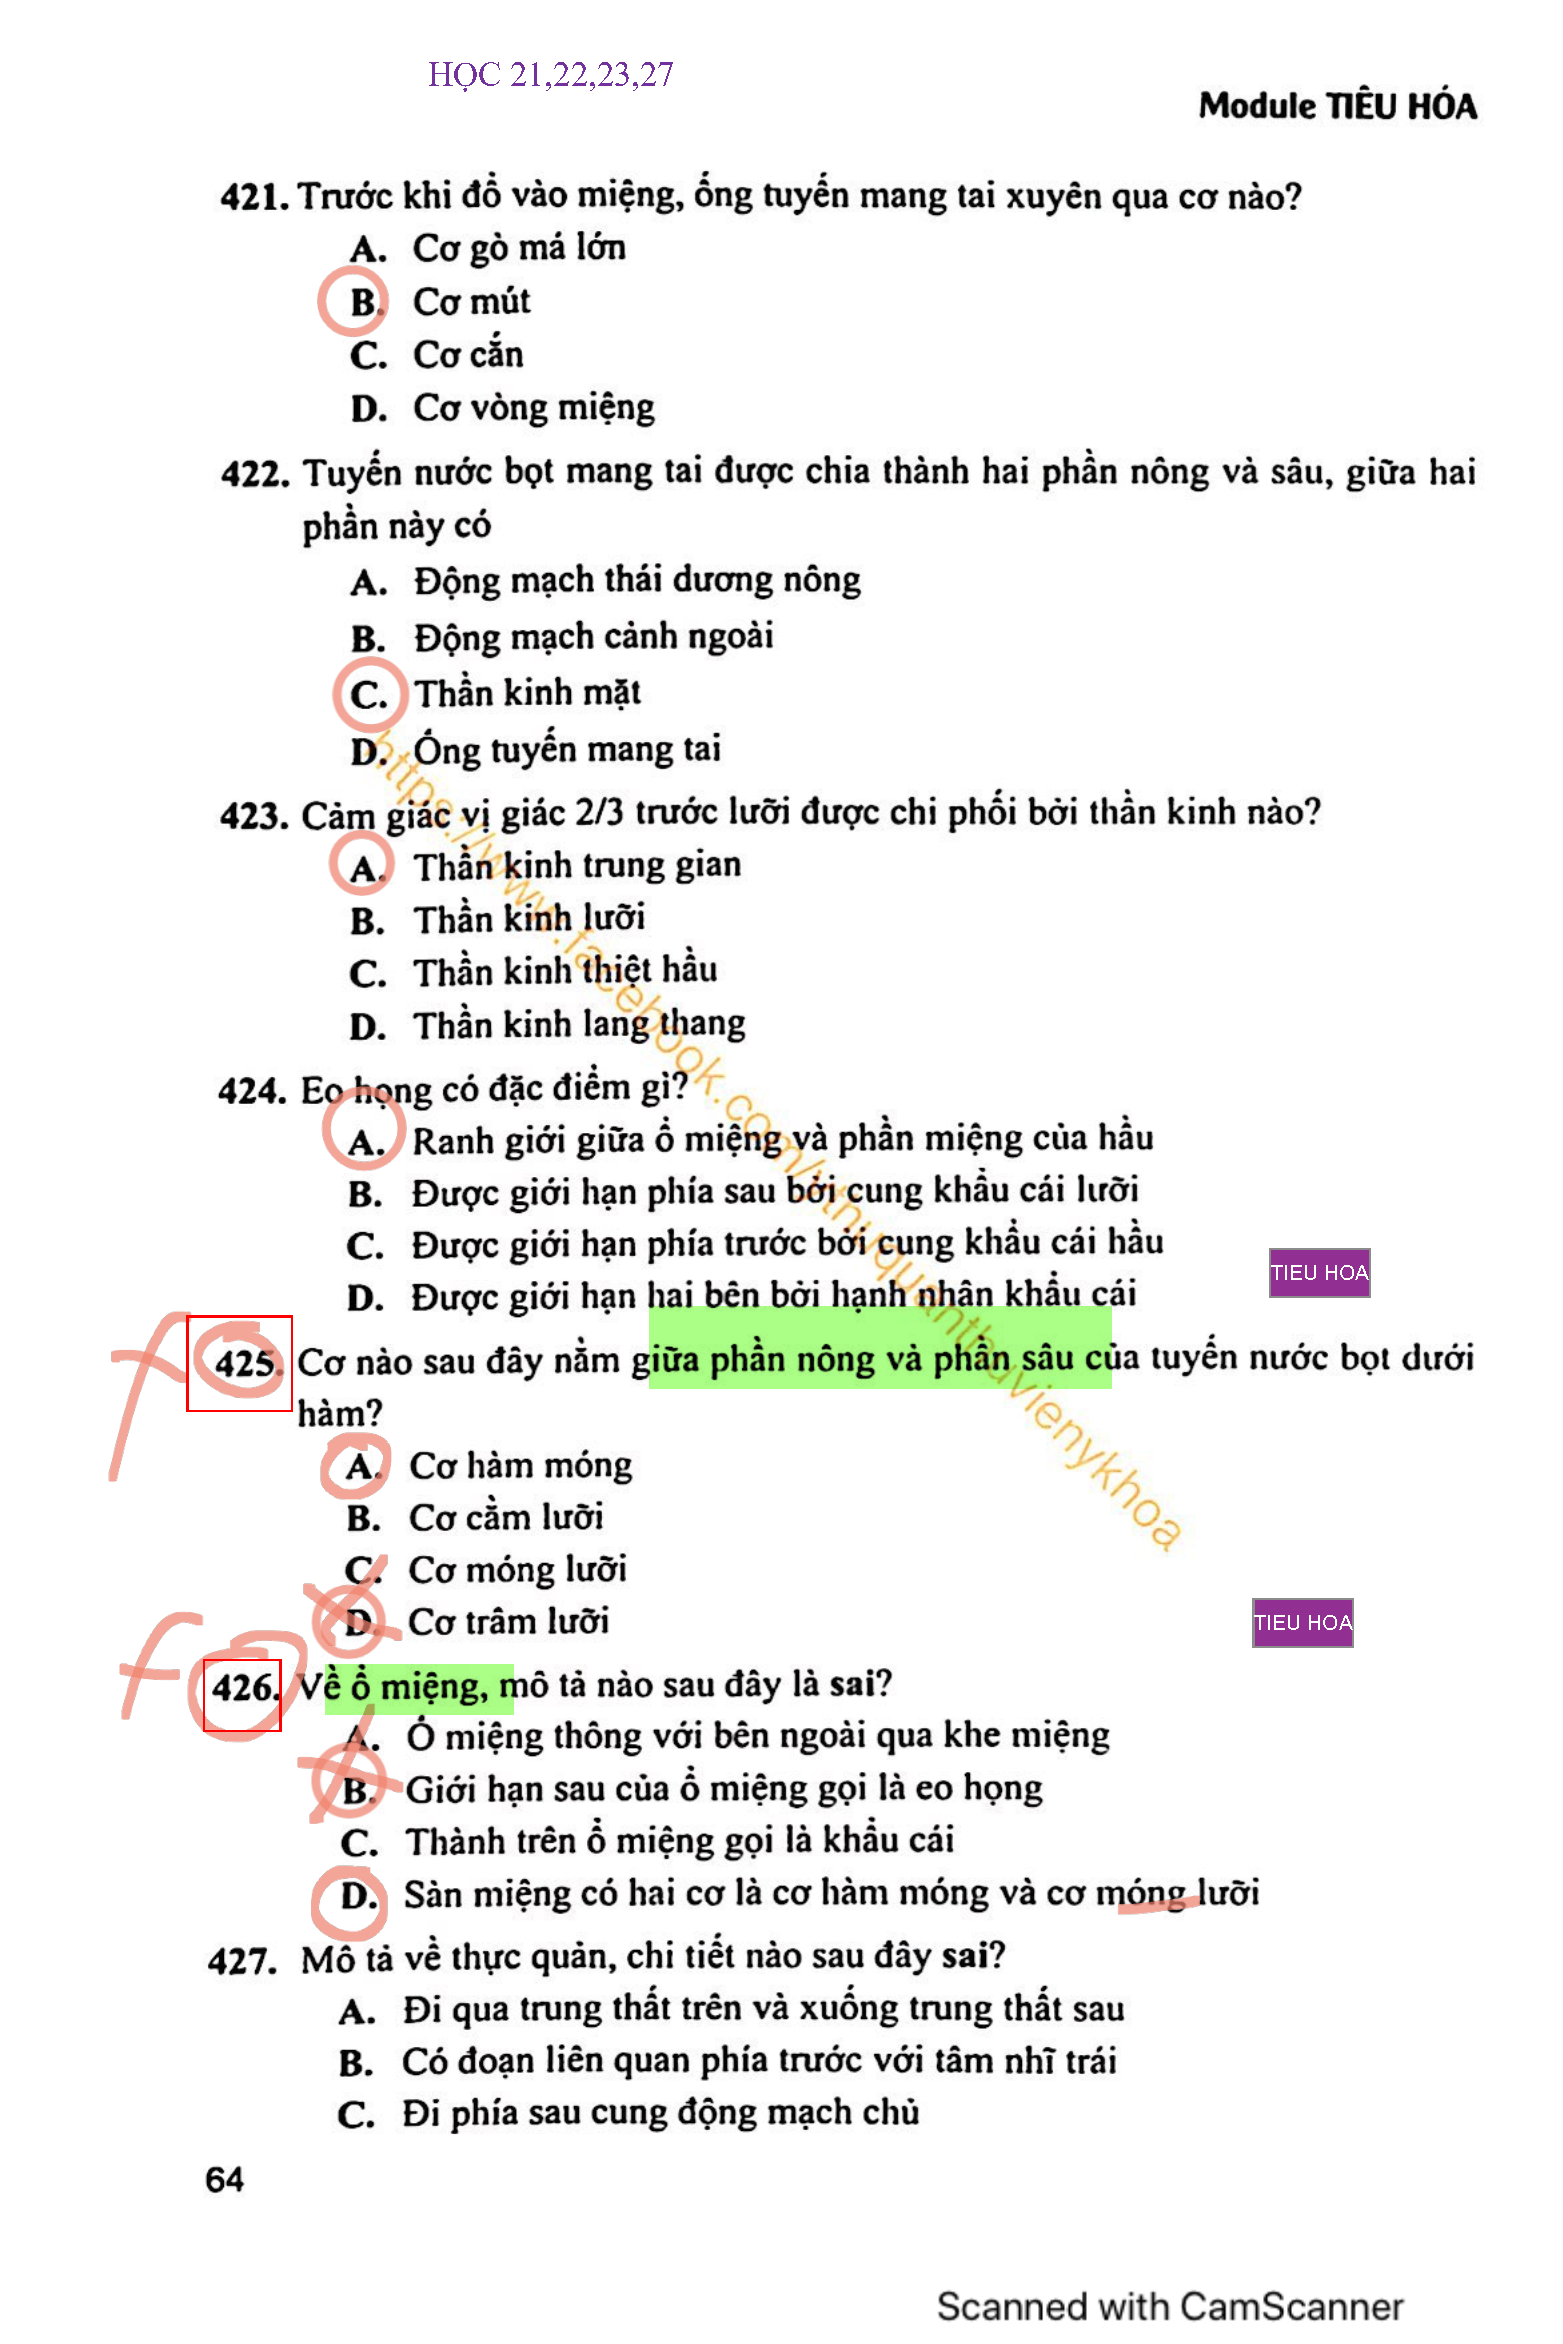 HỌC 21,22,23,27
Module TIÊU HÓA
421. Trước khi đổ vào miệng, ống tuyến mang tai xuyên qua cơ nào?
A. Cơ gò má lớn
B. Cơ mút
C. Cơ cắn
D. Cơ vòng miệng
422. Tuyến nước bọt mang tai được chia thành hai phần nông và sâu, giữa hai
phần này có
A. Động mạch thái dương nông
B. Động mạch cảnh ngoài
C. Thần kinh mặt
D. Ống tuyến mang tai
423. Cảm giác vị giác 2/3 trước lưỡi được chi phối bởi thần kinh nào?
A. Thần kinh trung gian
B. Thần kinh lưỡi
C. Thần kinh thiệt hầu
D. Thần kinh lang thang
424. Eo họng có đặc điểm gì?
A. Ranh giới giữa ổ miệng và phần miệng của hầu
B. Được giới hạn phía sau bởi cung khẩu cái lưỡi
C. Được giới hạn phía trước bởi cung khẩu cái hầu
TIEU HOA
D. Được giới hạn hai bên bởi hạnh nhân khẩu cái
425. Cơ nào sau đây nằm giữa phần nông và phần sâu của tuyến nước bọt dưới
hàm?
A. Cơ hàm móng
B. Cơ cằm lưỡi
C. Cơ móng lưỡi
D. Cơ trâm lưỡi
TIEU HOA
426. Về ổ miệng, mô tả nào sau đây là sai?
A. Ổ miệng thông với bên ngoài qua khe miệng
B. Giới hạn sau của ổ miệng gọi là eo họng
C. Thành trên ổ miệng gọi là khẩu cái
D. Sàn miệng có hai cơ là cơ hàm móng và cơ móng lưỡi
427. Mô tả về thực quản, chi tiết nào sau đây sai?
A. Đi qua trung thất trên và xuống trung thất sau
B. Có đoạn liên quan phía trước với tâm nhĩ trái
C. Đi phía sau cung động mạch chủ
64
https://www.facebook.com/ytnuquanthuvienykhoa
Scanned with CamScanner